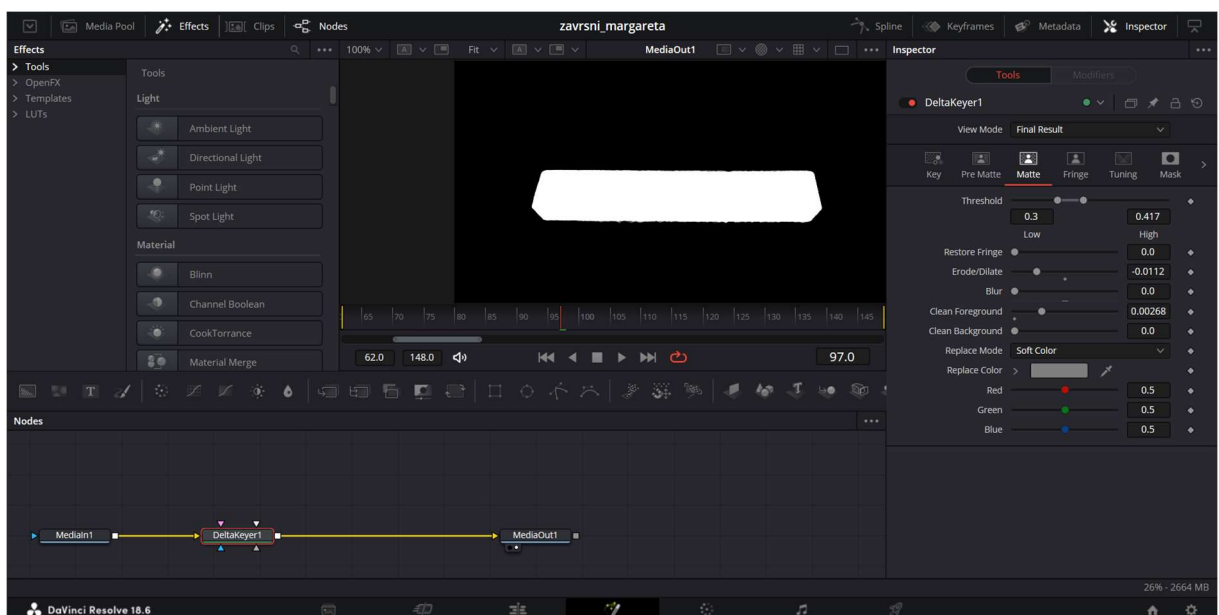 Media Pool Effects Clips Nodes zavrsni_margareta Spline Keyframes Metadata Inspector
Effects 100% Fit MediaOut1 Inspector
Tools
OpenFX
Templates
LUTs
Tools
Light
Ambient Light
Directional Light
Point Light
Spot Light
Material
Blinn
Channel Boolean
CookTorrance
Material Merge
65 70 75 80 85 90 95 100 105 110 115 120 125 130 135 140 145
62.0 148.0 97.0
Tools Modifiers
DeltaKeyer1
View Mode Final Result
Key Pre Matte Matte Fringe Tuning Mask
Threshold
0.3 0.417
Low High
Restore Fringe 0.0
Erode/Dilate -0.0112
Blur 0.0
Clean Foreground 0.00268
Clean Background 0.0
Replace Mode Soft Color
Replace Color
Red 0.5
Green 0.5
Blue 0.5
Nodes
MediaIn1 DeltaKeyer1 MediaOut1
26% - 2664 MB
DaVinci Resolve 18.6